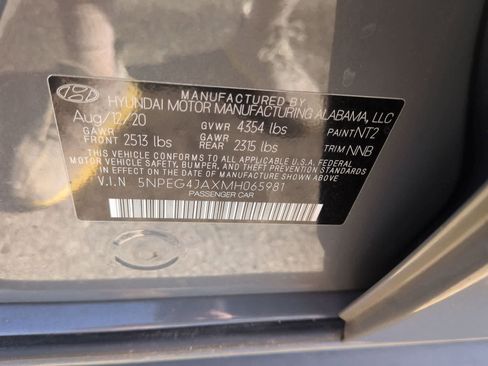 MANUFACTURED BY
HYUNDAI MOTOR MANUFACTURING ALABAMA, LLC
Aug/12/20 GVWR 4354 lbs PAINT NT2
GAWR FRONT 2513 lbs GAWR REAR 2315 lbs TRIM NNB
THIS VEHICLE CONFORMS TO ALL APPLICABLE U.S.A. FEDERAL
MOTOR VEHICLE SAFETY, BUMPER, AND THEFT PREVENTION
STANDARDS IN EFFECT ON THE DATE OF MANUFACTURE SHOWN ABOVE
V.I.N 5NPEG4JAXMH065981
PASSENGER CAR